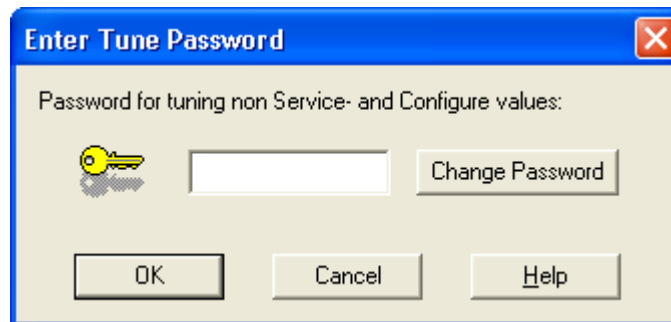 Enter Tune Password
Password for tuning non Service- and Configure values:
Change Password
OK Cancel Help